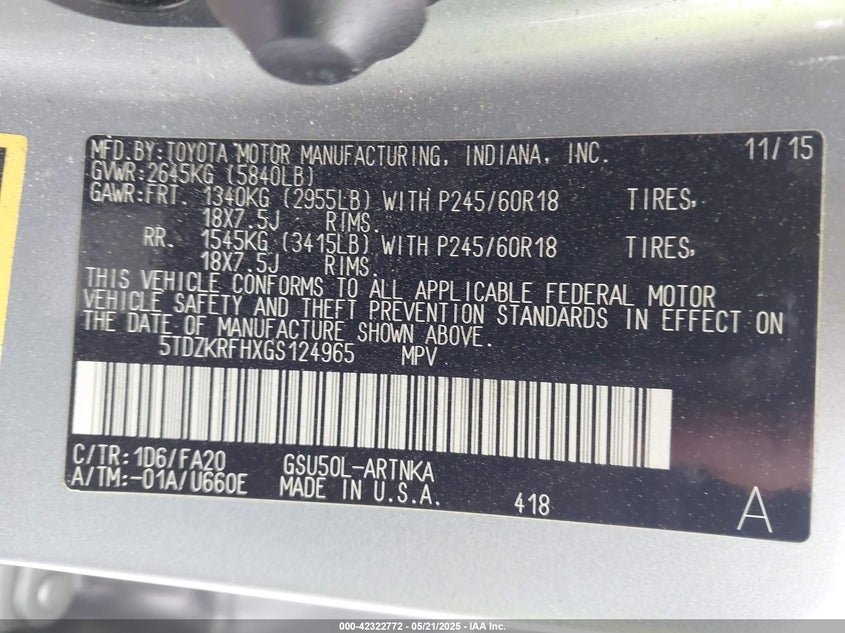 MFD.BY:TOYOTA MOTOR MANUFACTURING, INDIANA, INC. 11/15
GVWR:2645KG (5840LB)
GAWR:FRT. 1340KG (2955LB) WITH P245/60R18 TIRES,
18X7.5J RIMS.
RR. 1545KG (3415LB) WITH P245/60R18 TIRES,
18X7.5J RIMS.
THIS VEHICLE CONFORMS TO ALL APPLICABLE FEDERAL MOTOR
VEHICLE SAFETY AND THEFT PREVENTION STANDARDS IN EFFECT ON
THE DATE OF MANUFACTURE SHOWN ABOVE.
5TDZKRFHXGS124965 MPV
C/TR:1D6/FA20 GSU50L-ARTNKA
A/TM:-01A/U660E MADE IN U.S.A. 418 A
000-42322772 — 05/21/2025 — IAA Inc.